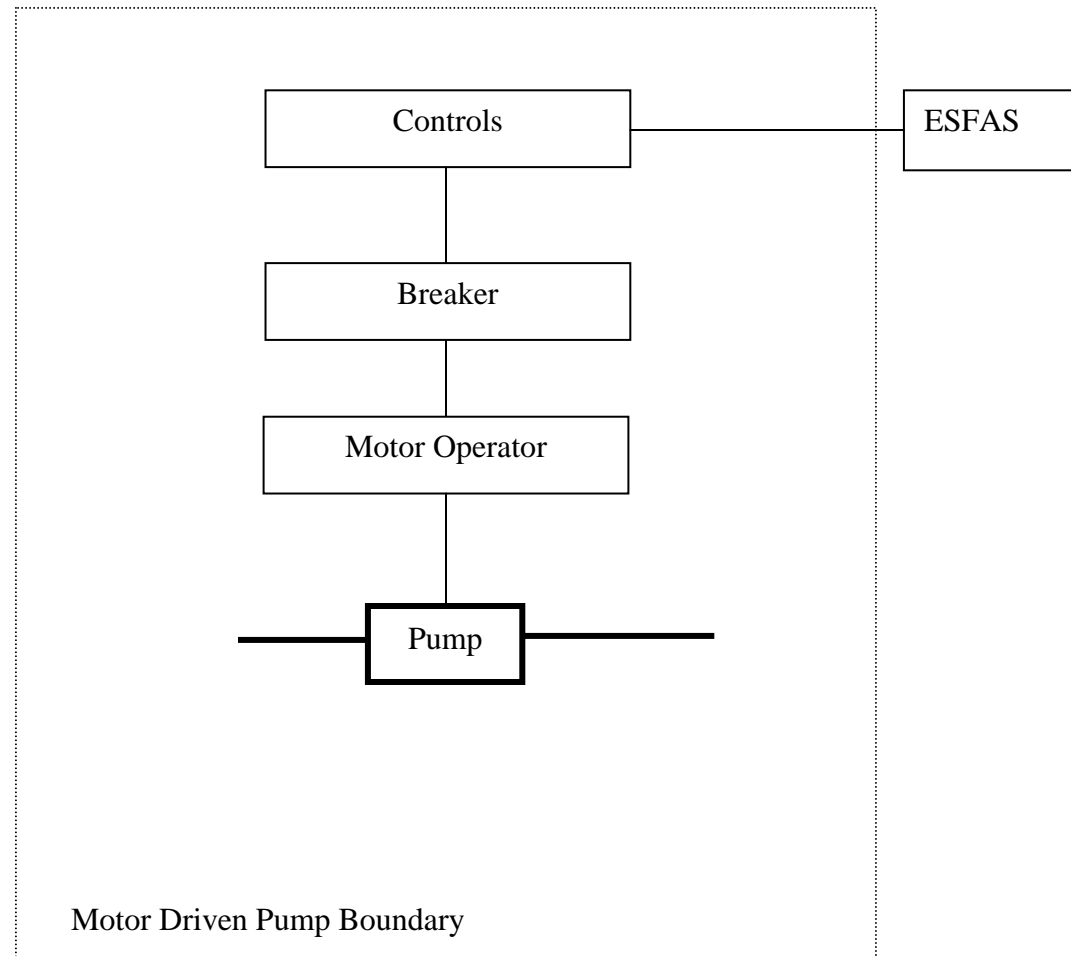 Controls
ESFAS
Breaker
Motor Operator
Pump
Motor Driven Pump Boundary